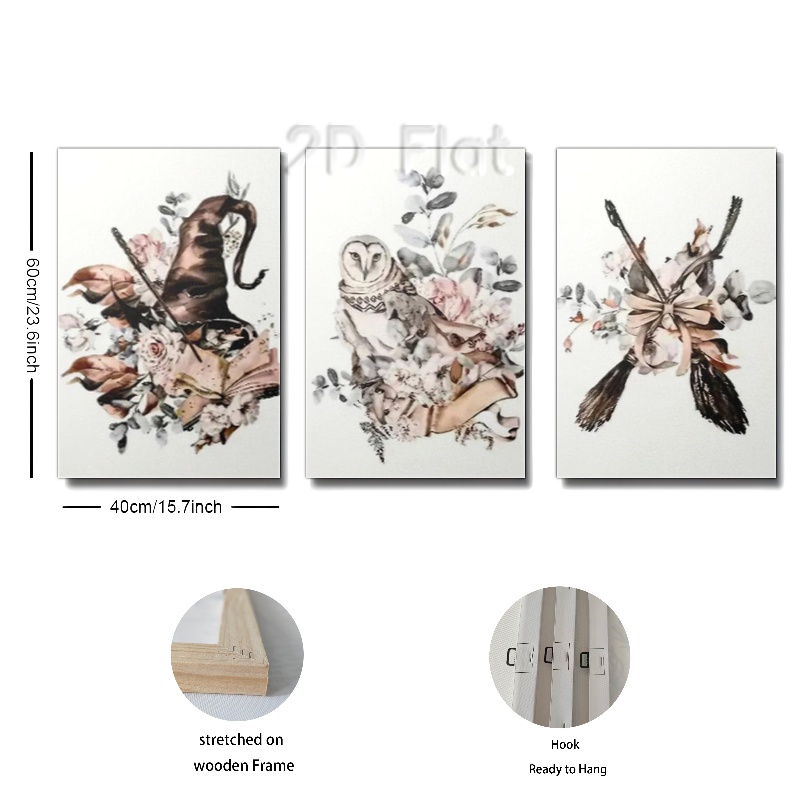 2D Flat
60cm/23.6inch
40cm/15.7inch
stretched on
wooden Frame
Hook
Ready to Hang